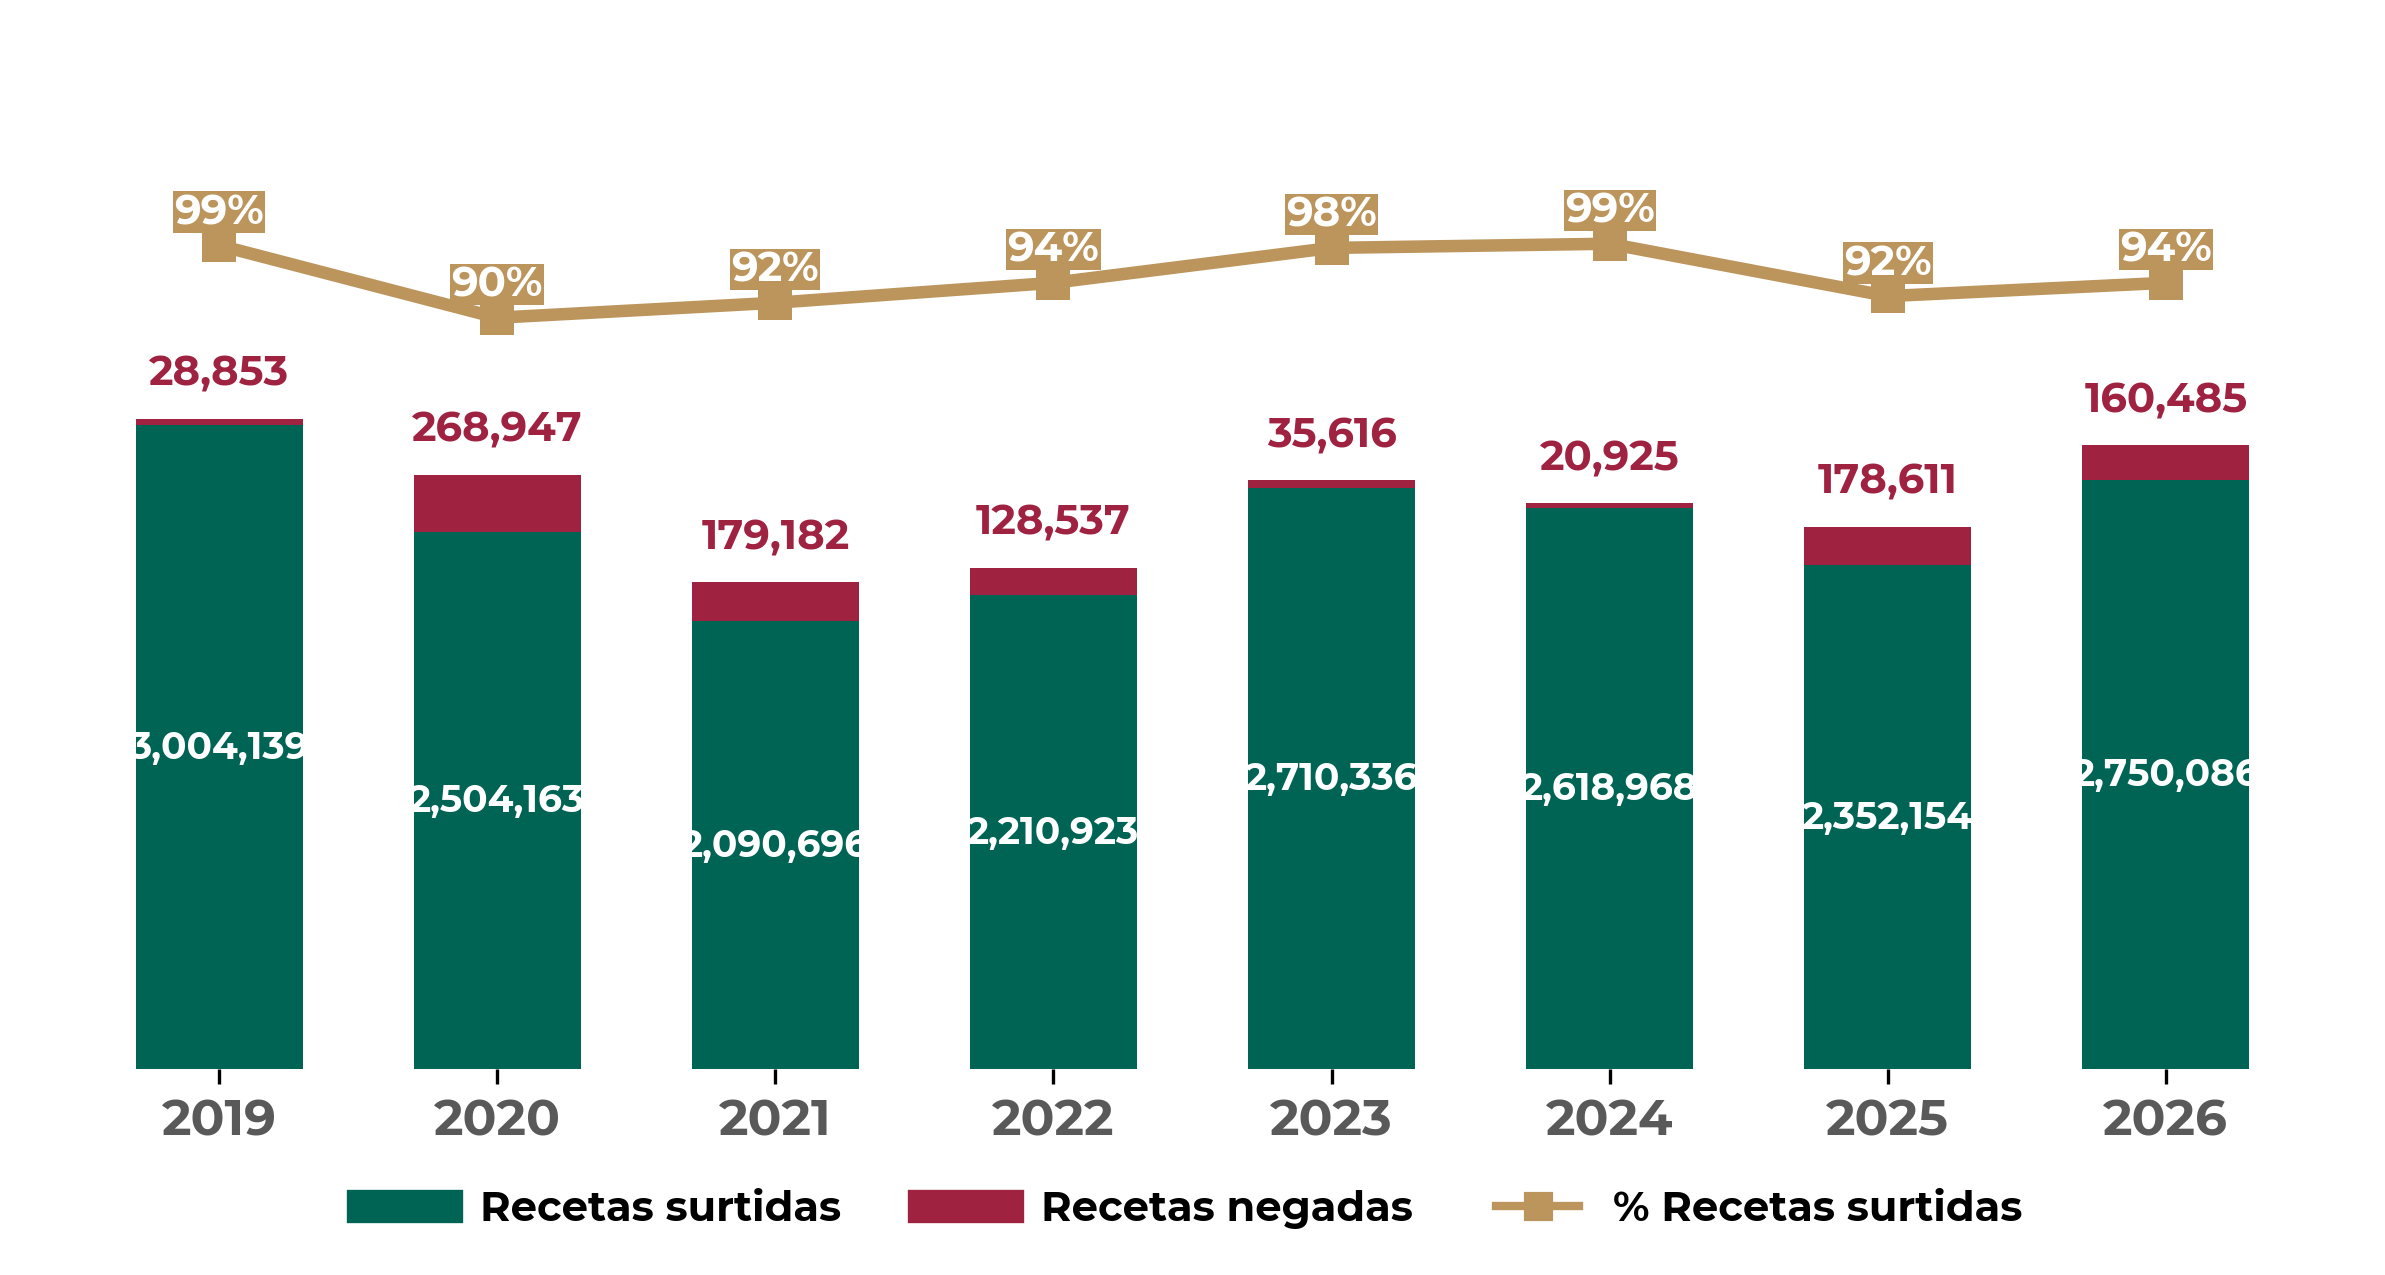 99% 90% 92% 94% 98% 99% 92% 94%
28,853 268,947 179,182 128,537 35,616 20,925 178,611 160,485
3,004,139 2,504,163 2,090,696 2,210,923 2,710,336 2,618,968 2,352,154 2,750,086
2019 2020 2021 2022 2023 2024 2025 2026
Recetas surtidas Recetas negadas % Recetas surtidas